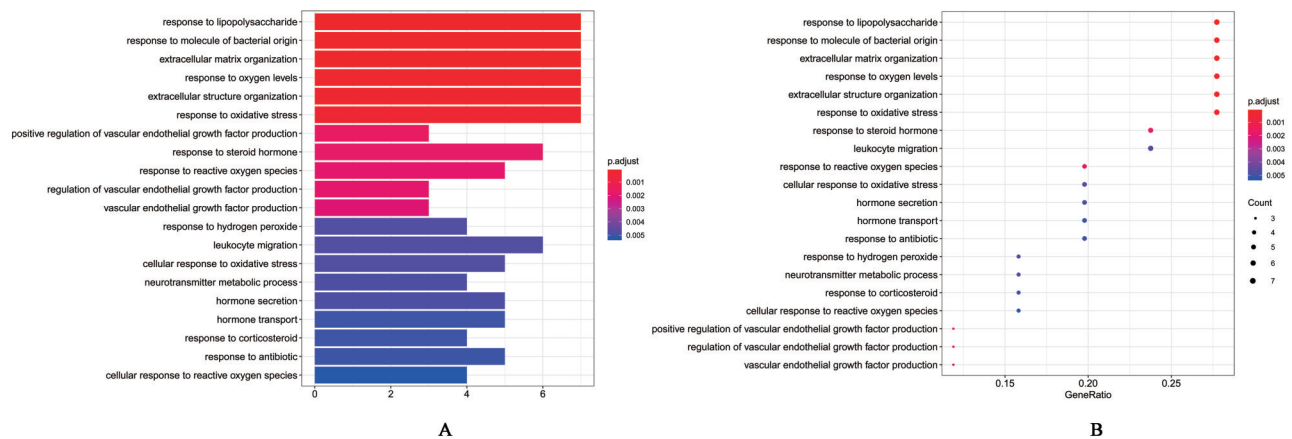 response to lipopolysaccharide
response to molecule of bacterial origin
extracellular matrix organization
response to oxygen levels
extracellular structure organization
response to oxidative stress
positive regulation of vascular endothelial growth factor production
response to steroid hormone
response to reactive oxygen species
regulation of vascular endothelial growth factor production
vascular endothelial growth factor production
response to hydrogen peroxide
leukocyte migration
cellular response to oxidative stress
neurotransmitter metabolic process
hormone secretion
hormone transport
response to corticosteroid
response to antibiotic
cellular response to reactive oxygen species
0 2 4 6
p.adjust
0.001
0.002
0.003
0.004
0.005
A
response to lipopolysaccharide
response to molecule of bacterial origin
extracellular matrix organization
response to oxygen levels
extracellular structure organization
response to oxidative stress
response to steroid hormone
leukocyte migration
response to reactive oxygen species
cellular response to oxidative stress
hormone secretion
hormone transport
response to antibiotic
response to hydrogen peroxide
neurotransmitter metabolic process
response to corticosteroid
cellular response to reactive oxygen species
positive regulation of vascular endothelial growth factor production
regulation of vascular endothelial growth factor production
vascular endothelial growth factor production
0.15 0.20 0.25
GeneRatio
p.adjust
0.001
0.002
0.003
0.004
0.005
Count
3
4
5
6
7
B